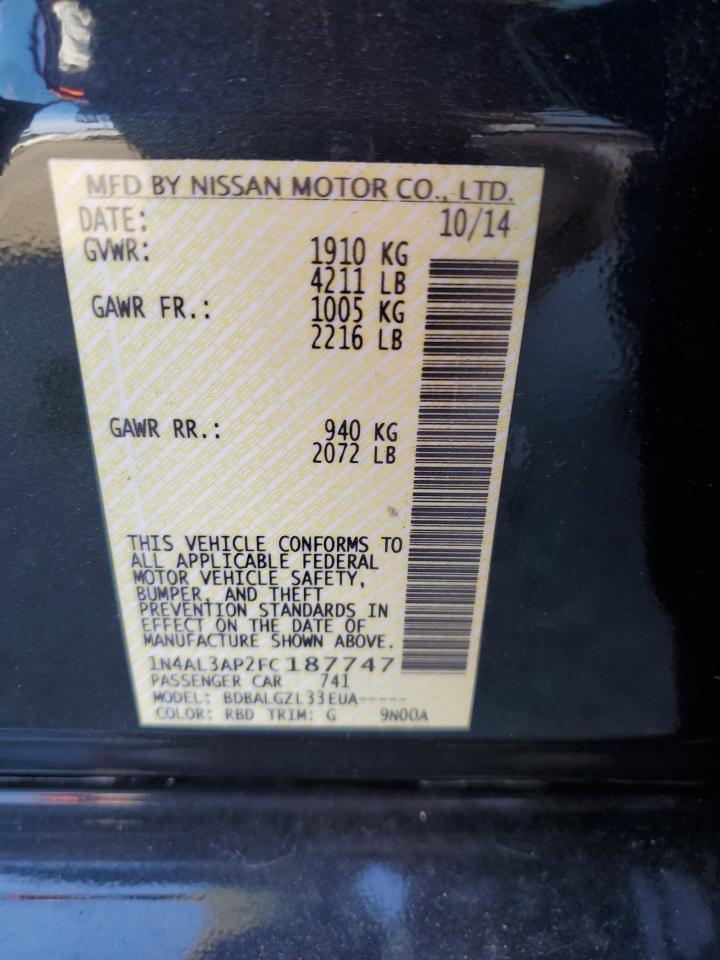 MFD BY NISSAN MOTOR CO., LTD.
DATE: 10/14
GVWR: 1910 KG
4211 LB
GAWR FR.: 1005 KG
2216 LB
GAWR RR.: 940 KG
2072 LB
THIS VEHICLE CONFORMS TO
ALL APPLICABLE FEDERAL
MOTOR VEHICLE SAFETY,
BUMPER, AND THEFT
PREVENTION STANDARDS IN
EFFECT ON THE DATE OF
MANUFACTURE SHOWN ABOVE.
1N4AL3AP2FC187747
PASSENGER CAR 741
MODEL: BDBALGZL33EUA-----
COLOR: RBD TRIM: G 9N00A